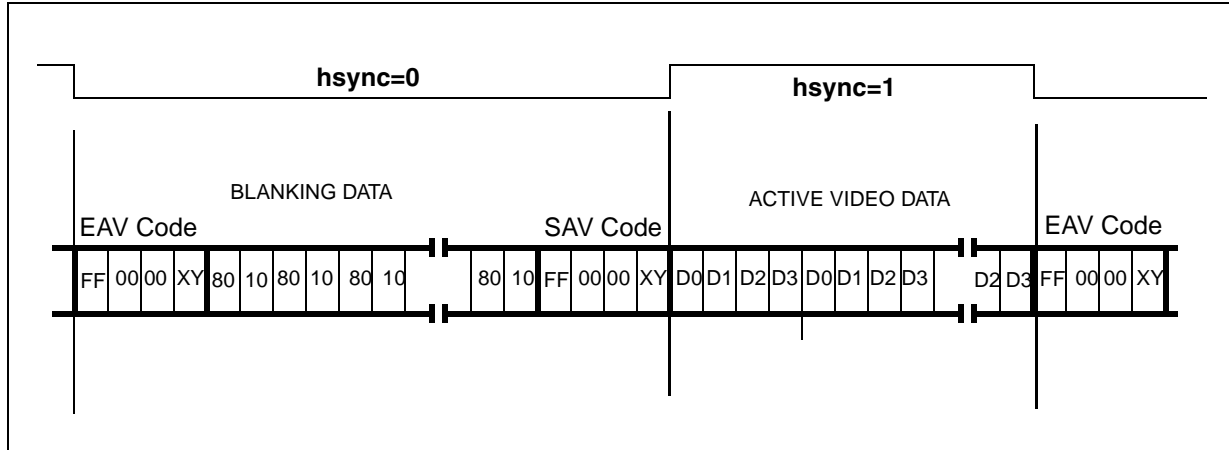 hsync=0
hsync=1
BLANKING DATA
ACTIVE VIDEO DATA
EAV Code
SAV Code
EAV Code
FF 00 00 XY 80 10 80 10 80 10 80 10 FF 00 00 XY D0 D1 D2 D3 D0 D1 D2 D3 D2 D3 FF 00 00 XY